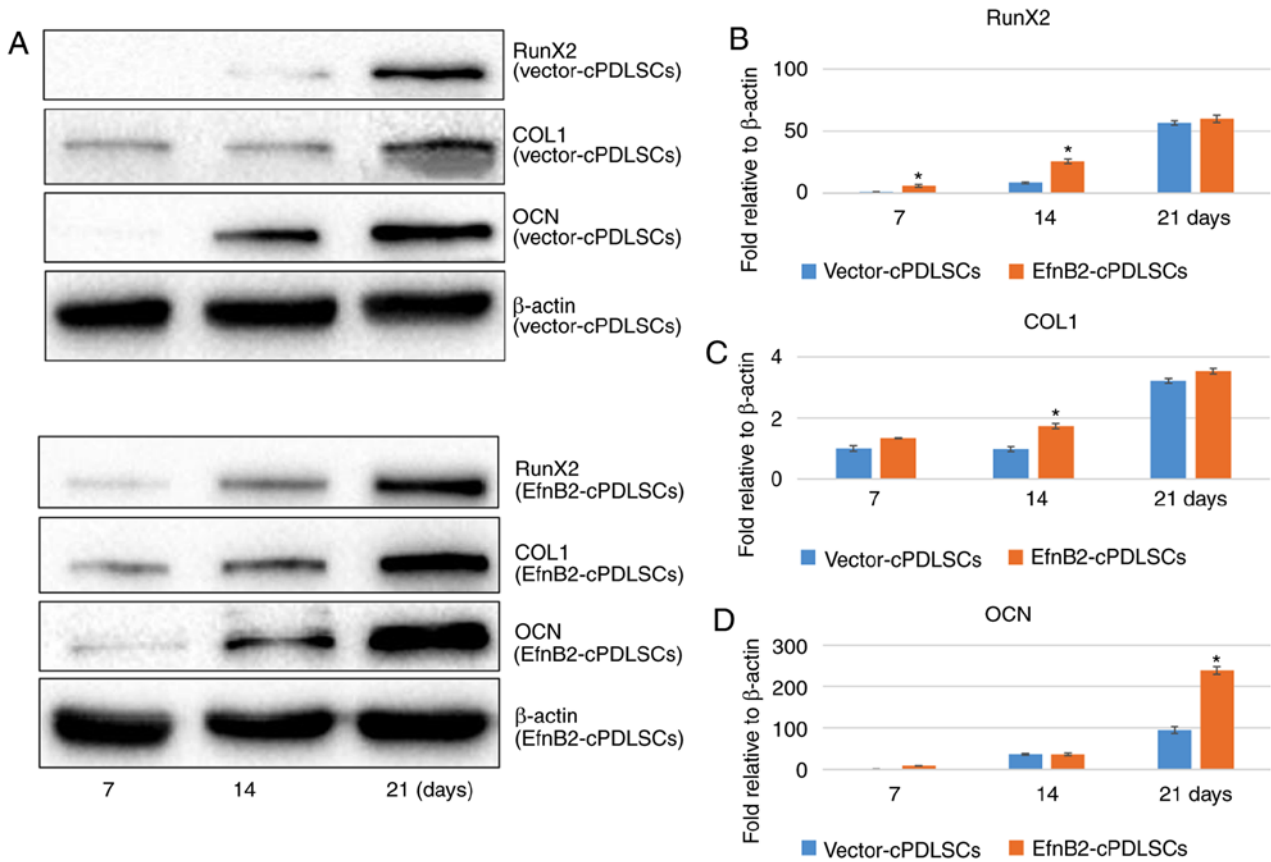 A
RunX2
(vector-cPDLSCs)
COL1
(vector-cPDLSCs)
OCN
(vector-cPDLSCs)
β-actin
(vector-cPDLSCs)
RunX2
(EfnB2-cPDLSCs)
COL1
(EfnB2-cPDLSCs)
OCN
(EfnB2-cPDLSCs)
β-actin
(EfnB2-cPDLSCs)
7 14 21 (days)
B
RunX2
Fold relative to β-actin
100
50
0
* *
7 14 21 days
Vector-cPDLSCs EfnB2-cPDLSCs
C
COL1
Fold relative to β-actin
4
2
0
*
7 14 21 days
Vector-cPDLSCs EfnB2-cPDLSCs
D
OCN
Fold relative to β-actin
300
200
100
0
*
7 14 21 days
Vector-cPDLSCs EfnB2-cPDLSCs